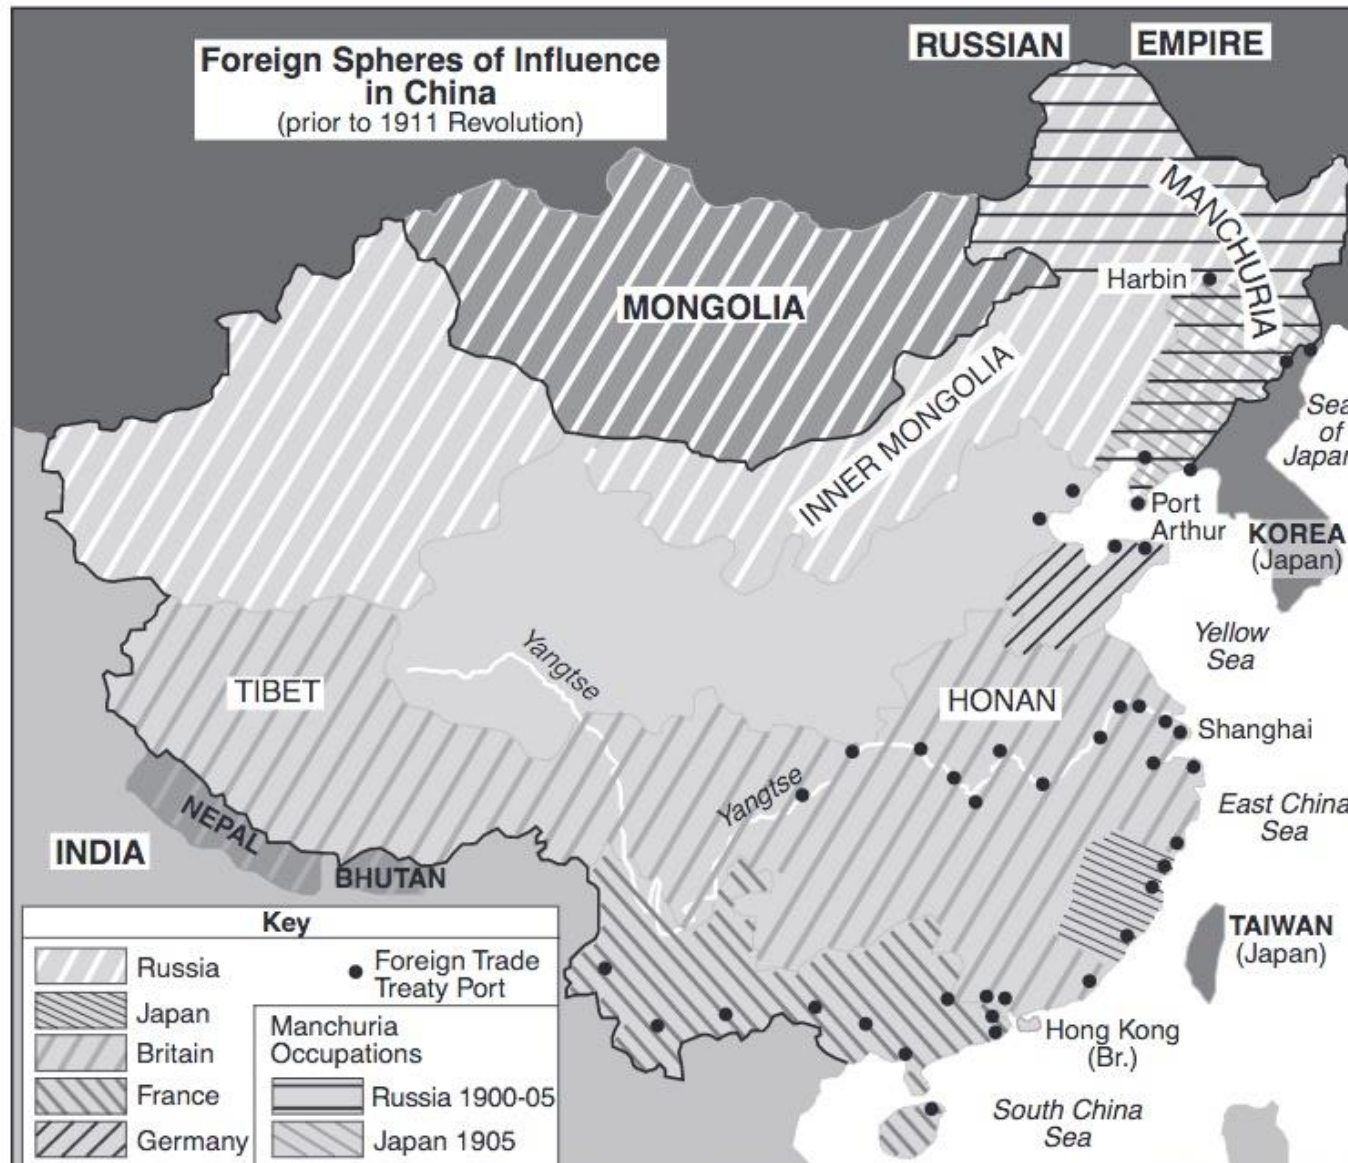 Foreign Spheres of Influence
in China
(prior to 1911 Revolution)
RUSSIAN EMPIRE
MANCHURIA
Harbin
MONGOLIA
INNER MONGOLIA
Sea
of
Japan
Port
Arthur
KOREA
(Japan)
Yellow
Sea
Yangtse
TIBET
HONAN
Shanghai
Yangtse
East China
Sea
NEPAL
INDIA
BHUTAN
TAIWAN
(Japan)
Hong Kong
(Br.)
South China
Sea
Key
Russia
Japan
Britain
France
Germany
Foreign Trade
Treaty Port
Manchuria
Occupations
Russia 1900-05
Japan 1905